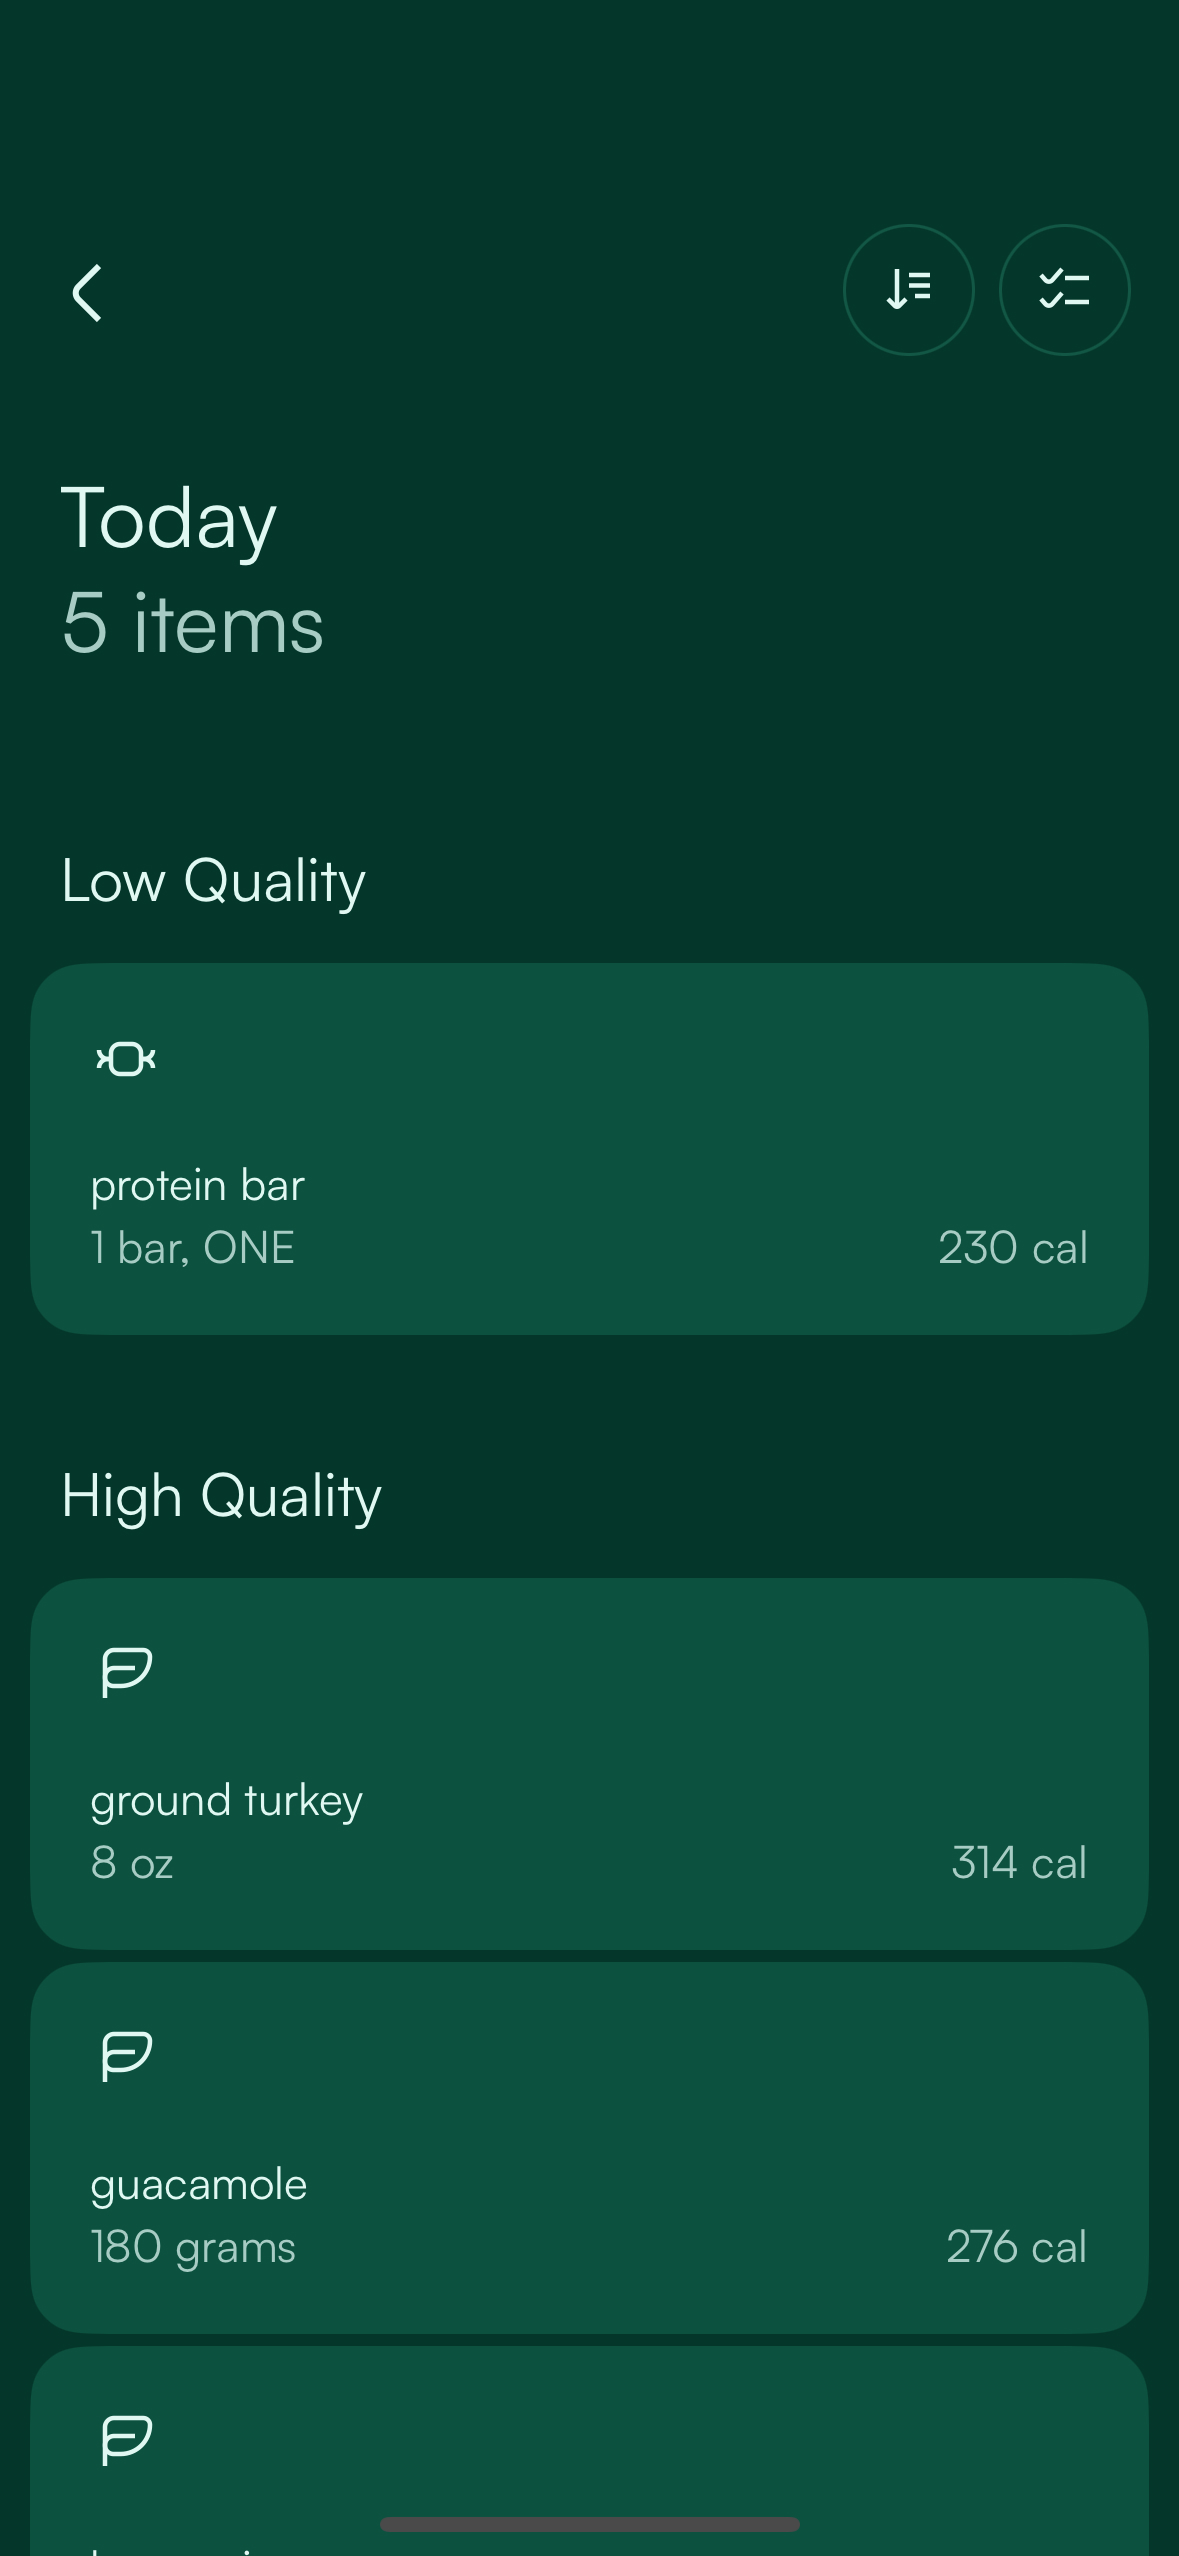 Today
5 items
Low Quality
protein bar
1 bar, ONE
230 cal
High Quality
ground turkey
8 oz
314 cal
guacamole
180 grams
276 cal